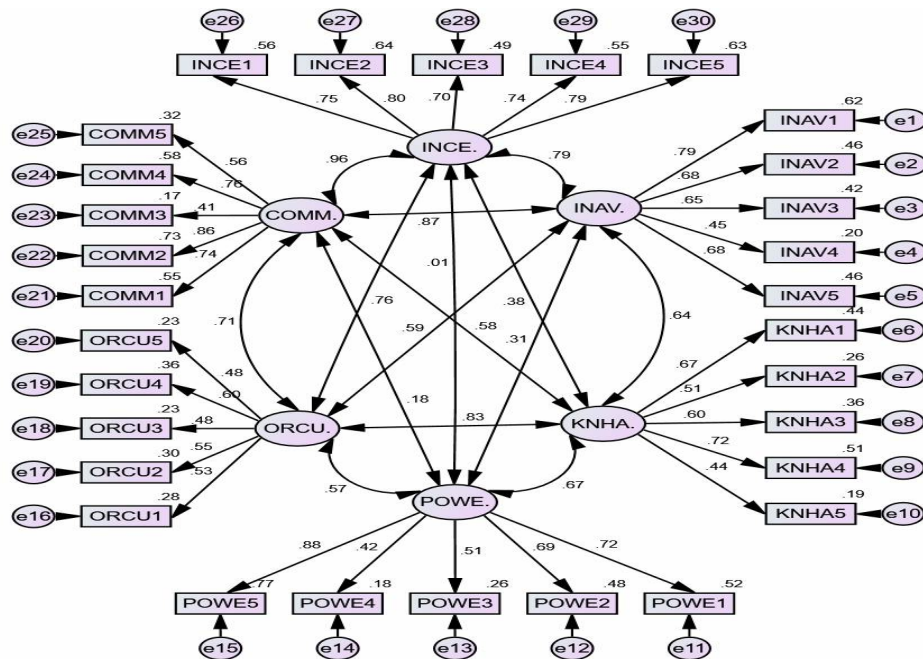 e26 e27 e28 e29 e30
.56 .64 .49 .55 .63
INCE1 INCE2 INCE3 INCE4 INCE5
.75 .80 .70 .74 .79
INCE.
.96 .79
.32
e25 COMM5
.58
e24 COMM4
.17
e23 COMM3
.73
e22 COMM2
.55
e21 COMM1
.56
.76
.41
.86
.74
COMM.
.87
INAV.
.79
.68
.65
.45
.68
.62
INAV1 e1
.46
INAV2 e2
.42
INAV3 e3
.20
INAV4 e4
.46
INAV5 e5
.01
.76 .38
.71 .59 .58 .31 .64
.23
e20 ORCU5
.36
e19 ORCU4
.23
e18 ORCU3
.30
e17 ORCU2
.28
e16 ORCU1
.48
.60
.48
.55
.53
ORCU.
.18 .83
KNHA.
.67
.51
.60
.72
.44
.44
KNHA1 e6
.26
KNHA2 e7
.36
KNHA3 e8
.51
KNHA4 e9
.19
KNHA5 e10
.57 .67
POWE.
.88 .42 .51 .69 .72
.77 .18 .26 .48 .52
POWE5 POWE4 POWE3 POWE2 POWE1
e15 e14 e13 e12 e11